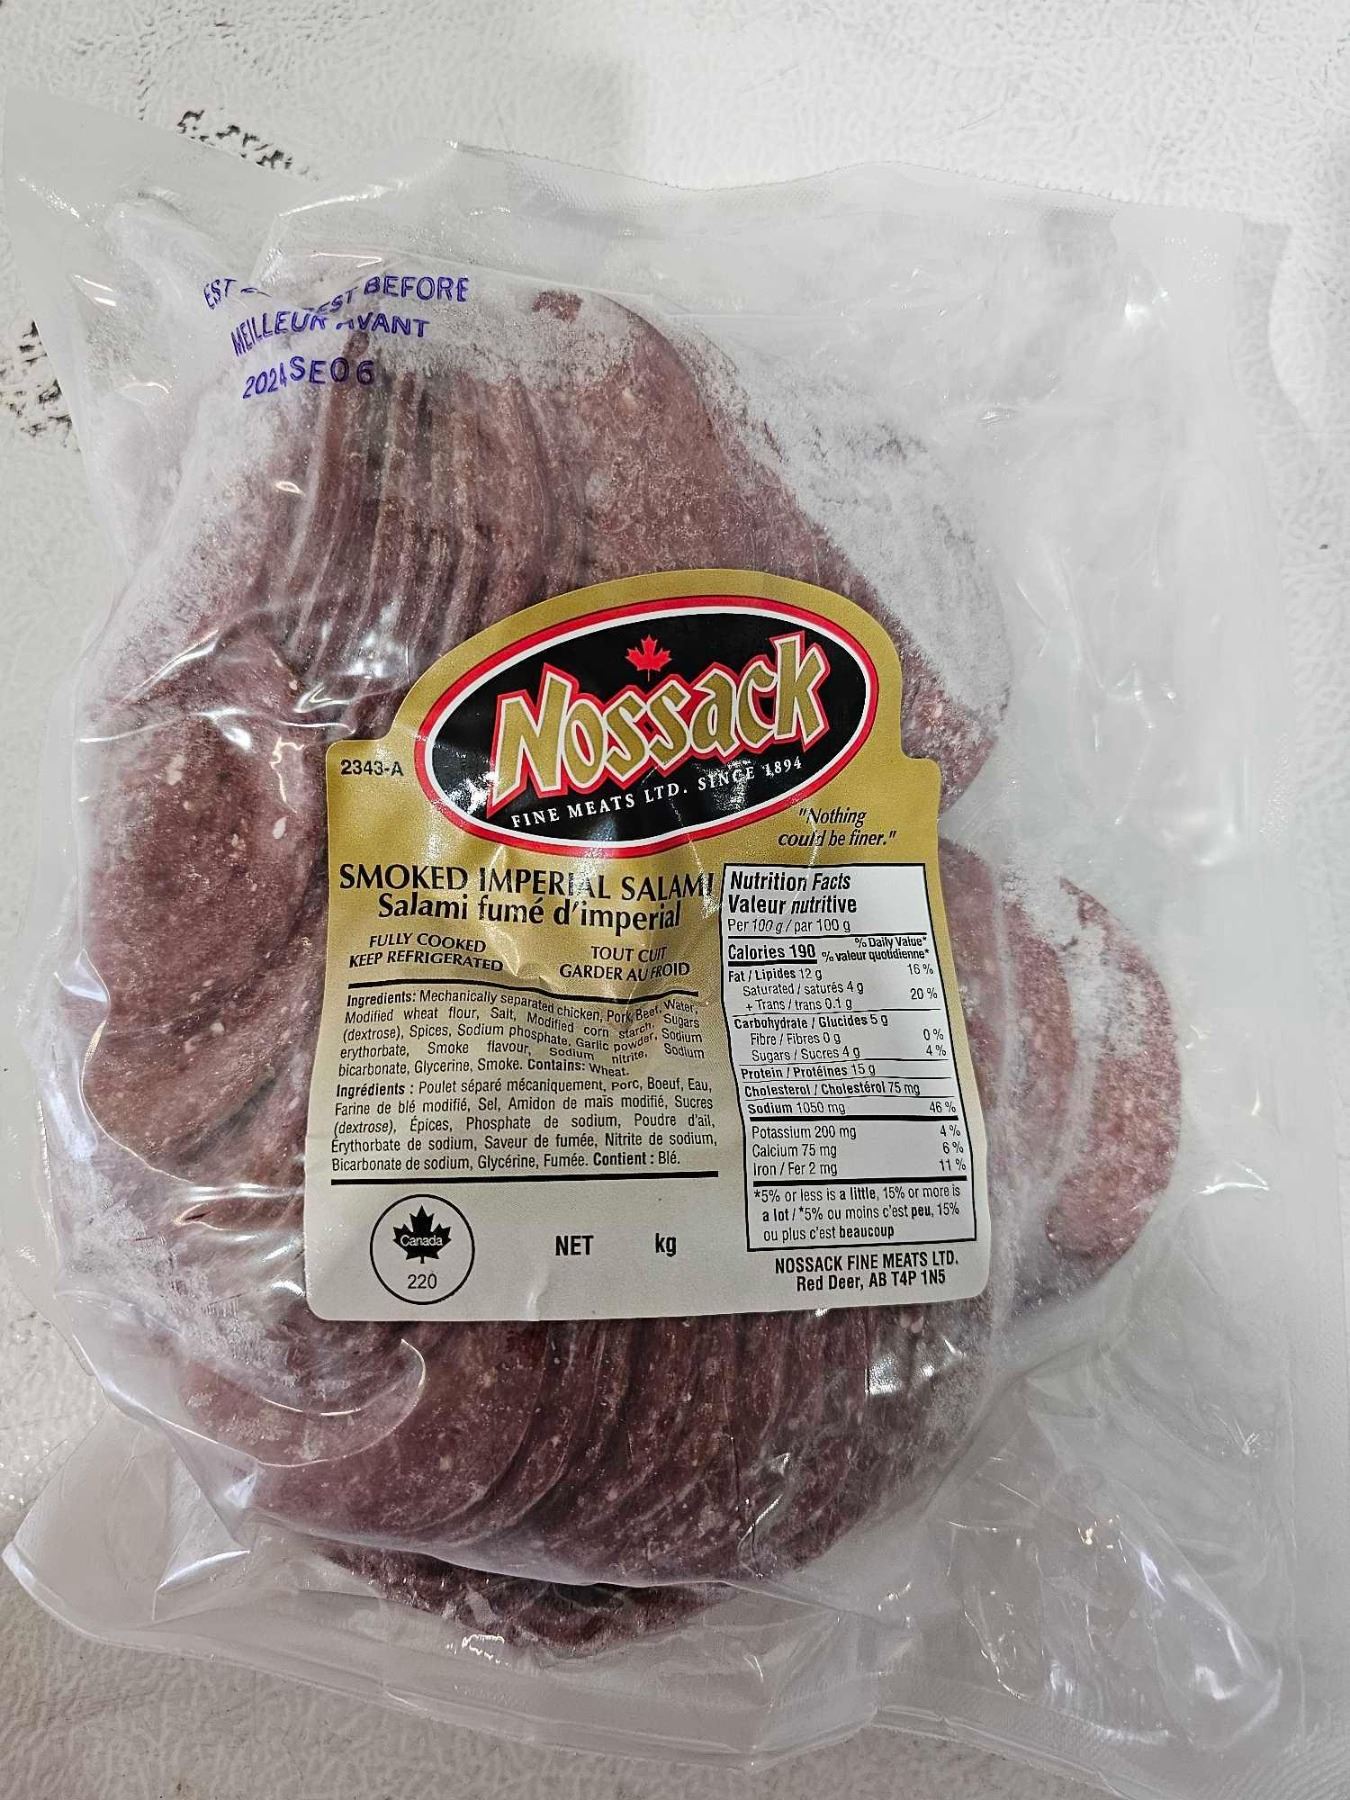 BEST BEFORE
MEILLEUR AVANT
2024SE06
Nossack
FINE MEATS LTD. SINCE 1894
2343-A
"Nothing
could be finer."
SMOKED IMPERIAL SALAMI
Salami fumé d'imperial
FULLY COOKED
KEEP REFRIGERATED
TOUT CUIT
GARDER AU FROID
Ingredients: Mechanically separated chicken, Pork, Beef, Water,
Modified wheat flour, Salt, Modified corn starch, Sugars
(dextrose), Spices, Sodium phosphate, Garlic powder, Sodium
erythorbate, Smoke flavour, Sodium nitrite, Sodium
bicarbonate, Glycerine, Smoke. Contains: Wheat.
Ingrédients : Poulet séparé mécaniquement, Porc, Boeuf, Eau,
Farine de blé modifié, Sel, Amidon de maïs modifié, Sucres
(dextrose), Épices, Phosphate de sodium, Poudre d'ail,
Érythorbate de sodium, Saveur de fumée, Nitrite de sodium,
Bicarbonate de sodium, Glycérine, Fumée. Contient : Blé.
Canada
220
NET kg
Nutrition Facts
Valeur nutritive
Per 100 g / par 100 g
Calories 190 % Daily Value*
% valeur quotidienne*
Fat / Lipides 12 g 16 %
Saturated / saturés 4 g
+ Trans / trans 0.1 g 20 %
Carbohydrate / Glucides 5 g
Fibre / Fibres 0 g 0 %
Sugars / Sucres 4 g 4 %
Protein / Protéines 15 g
Cholesterol / Cholestérol 75 mg
Sodium 1050 mg 46 %
Potassium 200 mg 4 %
Calcium 75 mg 6 %
Iron / Fer 2 mg 11 %
*5% or less is a little, 15% or more is
a lot / *5% ou moins c'est peu, 15%
ou plus c'est beaucoup
NOSSACK FINE MEATS LTD.
Red Deer, AB T4P 1N5